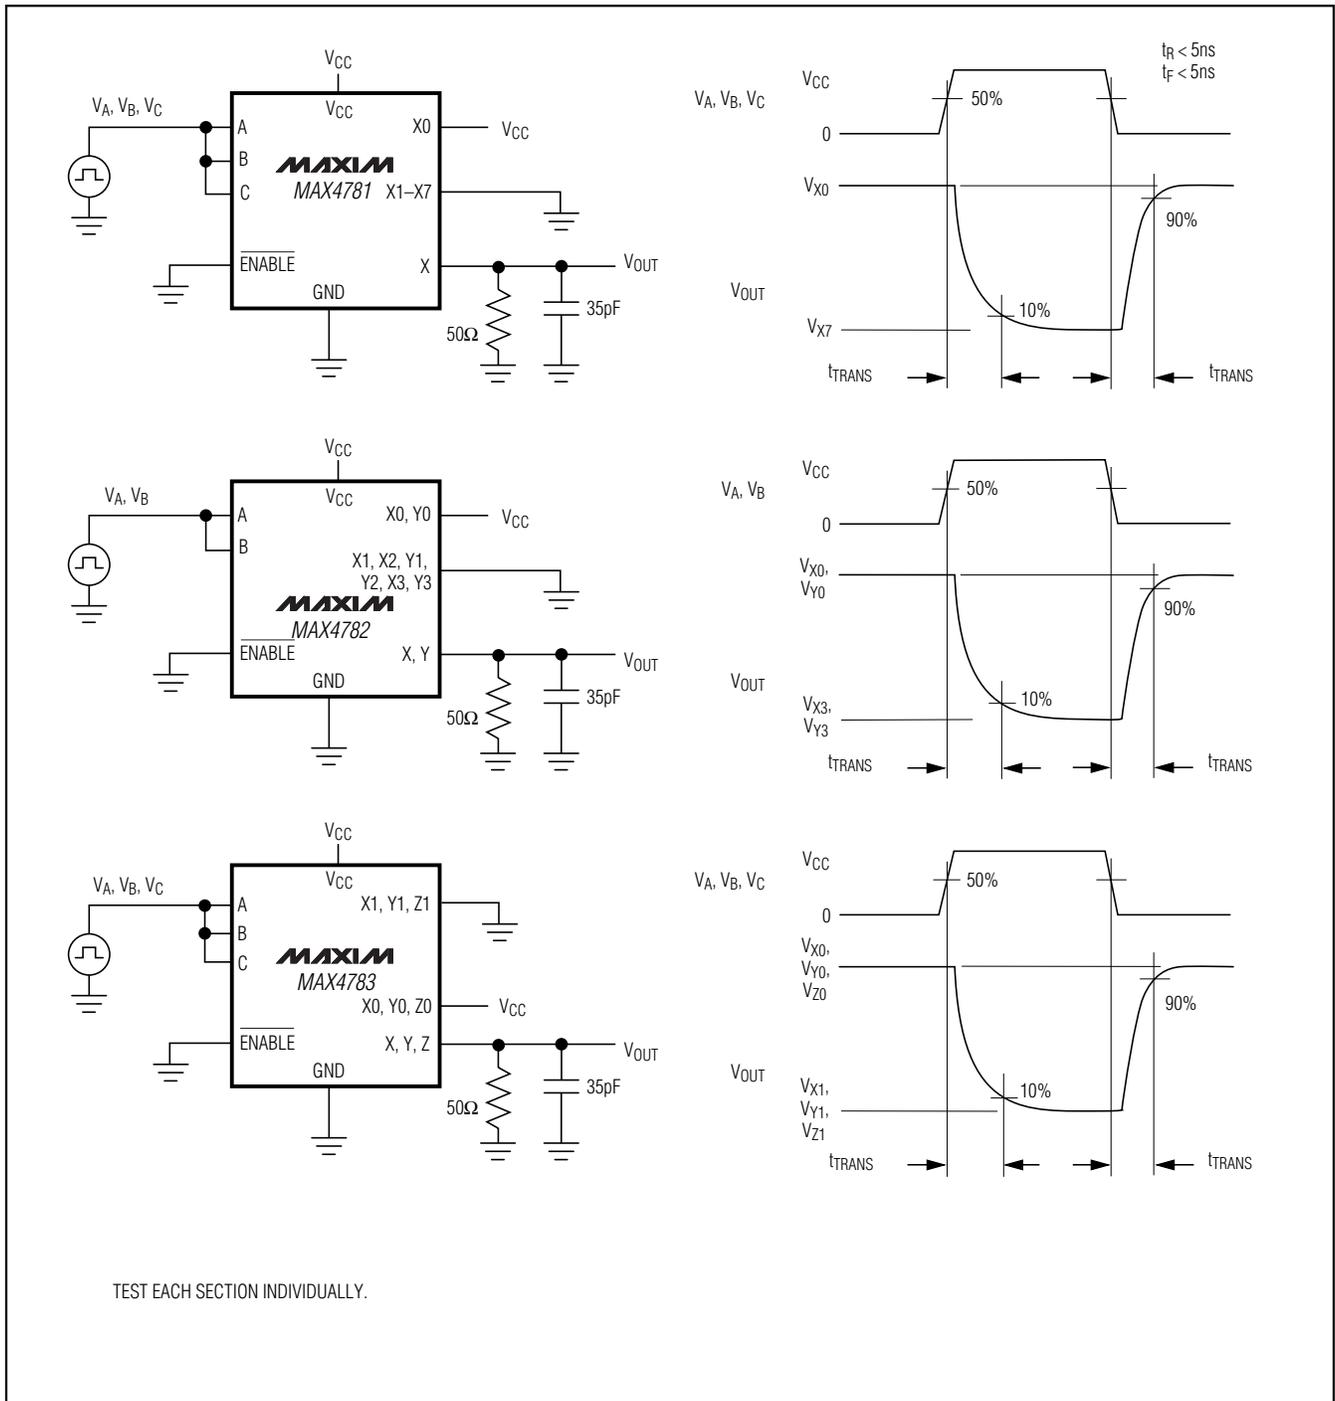 VCC
VA, VB, VC
VCC
A
X0
VCC
B
MAXIM
MAX4781
C
X1–X7
ENABLE
X
VOUT
GND
50Ω
35pF
tR < 5ns
tF < 5ns
VCC
VA, VB, VC
50%
0
VX0
90%
VOUT
10%
VX7
tTRANS
tTRANS
VCC
VA, VB
VCC
A
X0, Y0
VCC
B
X1, X2, Y1,
Y2, X3, Y3
MAXIM
MAX4782
ENABLE
X, Y
VOUT
GND
50Ω
35pF
VCC
VA, VB
50%
0
VX0,
VY0
90%
VOUT
10%
VX3,
VY3
tTRANS
tTRANS
VCC
VA, VB, VC
VCC
A
X1, Y1, Z1
B
MAXIM
C
MAX4783
X0, Y0, Z0
VCC
ENABLE
X, Y, Z
VOUT
GND
50Ω
35pF
VCC
VA, VB, VC
50%
0
VX0,
VY0,
VZ0
90%
VOUT
10%
VX1,
VY1,
VZ1
tTRANS
tTRANS
TEST EACH SECTION INDIVIDUALLY.